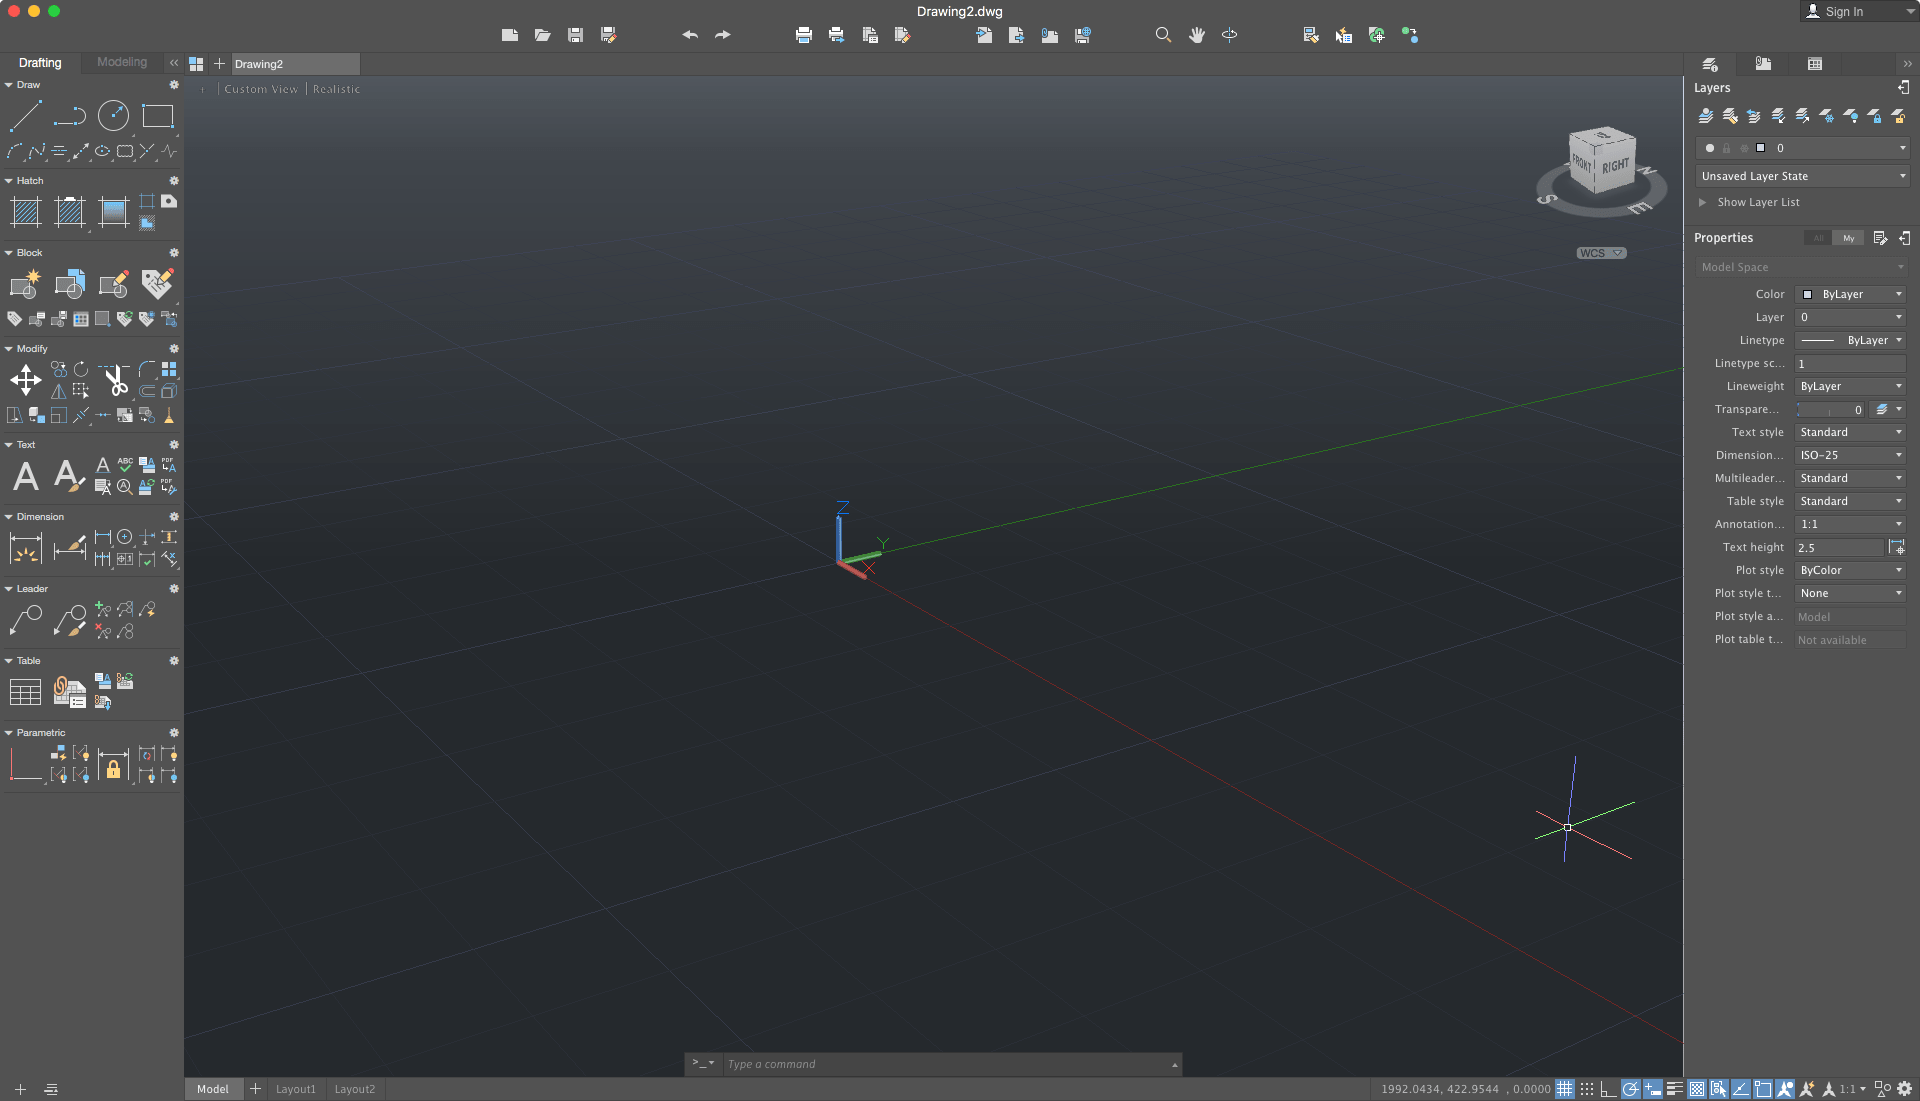 Drawing2.dwg
Sign In
Drafting
Modeling
Drawing2
Draw
Hatch
Block
Modify
Text
ABC
PDF
A
PDF
Dimension
Leader
Table
Parametric
+ | Custom View | Realistic
FRONT
RIGHT
N
S
E
WCS
Z
Y
X
>_
Type a command
Model
Layout1
Layout2
1992.0434, 422.9544 , 0.0000
1:1
Layers
0
Unsaved Layer State
Show Layer List
Properties
All
My
Model Space
Color ByLayer
Layer 0
Linetype ByLayer
Linetype sc... 1
Lineweight ByLayer
Transpare... 0
Text style Standard
Dimension... ISO-25
Multileader... Standard
Table style Standard
Annotation... 1:1
Text height 2.5
Plot style ByColor
Plot style t... None
Plot style a... Model
Plot table t... Not available